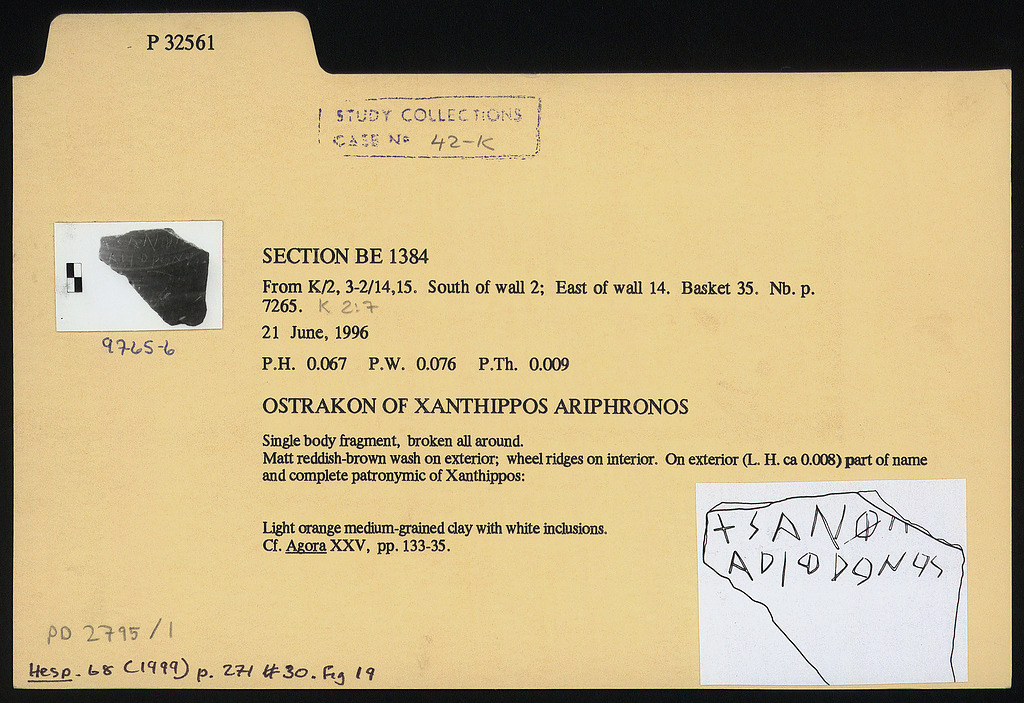 P 32561
STUDY COLLECTIONS
CASE No 42-K
SECTION BE 1384
From K/2, 3-2/14,15. South of wall 2; East of wall 14. Basket 35. Nb. p.
7265. K 2:7
21 June, 1996
P.H. 0.067 P.W. 0.076 P.Th. 0.009
97-65-6
OSTRAKON OF XANTHIPPOS ARIPHRONOS
Single body fragment, broken all around.
Matt reddish-brown wash on exterior; wheel ridges on interior. On exterior (L. H. ca 0.008) part of name
and complete patronymic of Xanthippos:
Light orange medium-grained clay with white inclusions.
Cf. Agora XXV, pp. 133-35.
PD 2795/1
Hesp. 68 (1999) p. 271 #30. Fig 19